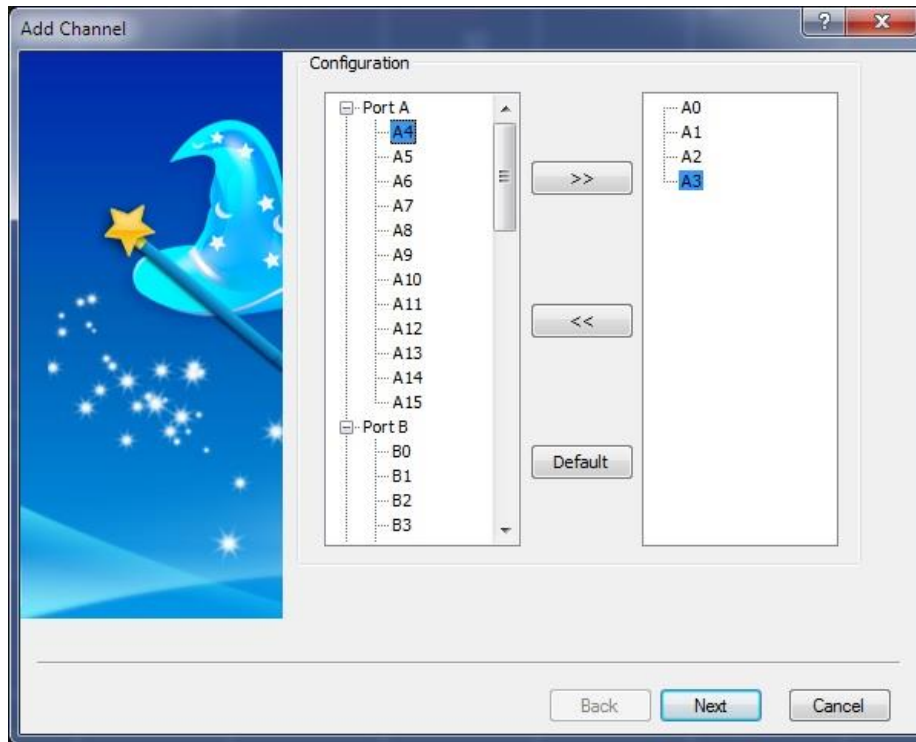 Add Channel
?
X
Configuration
Port A
A4
A5
A6
A7
A8
A9
A10
A11
A12
A13
A14
A15
Port B
B0
B1
B2
B3
>>
<<
Default
A0
A1
A2
A3
Back
Next
Cancel